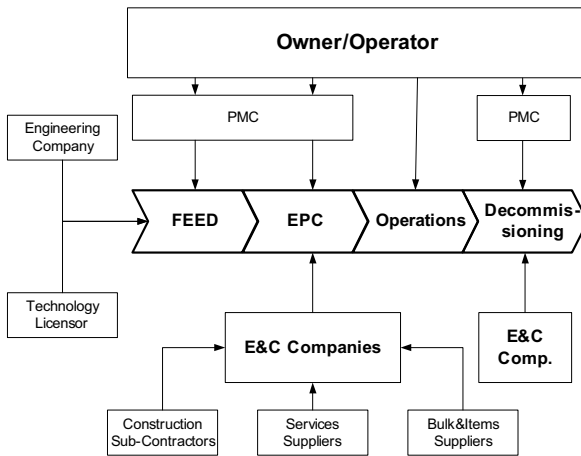 Owner/Operator
PMC
PMC
Engineering
Company
FEED
EPC
Operations
Decommis-
sioning
Technology
Licensor
E&C Companies
E&C
Comp.
Construction
Sub-Contractors
Services
Suppliers
Bulk&Items
Suppliers